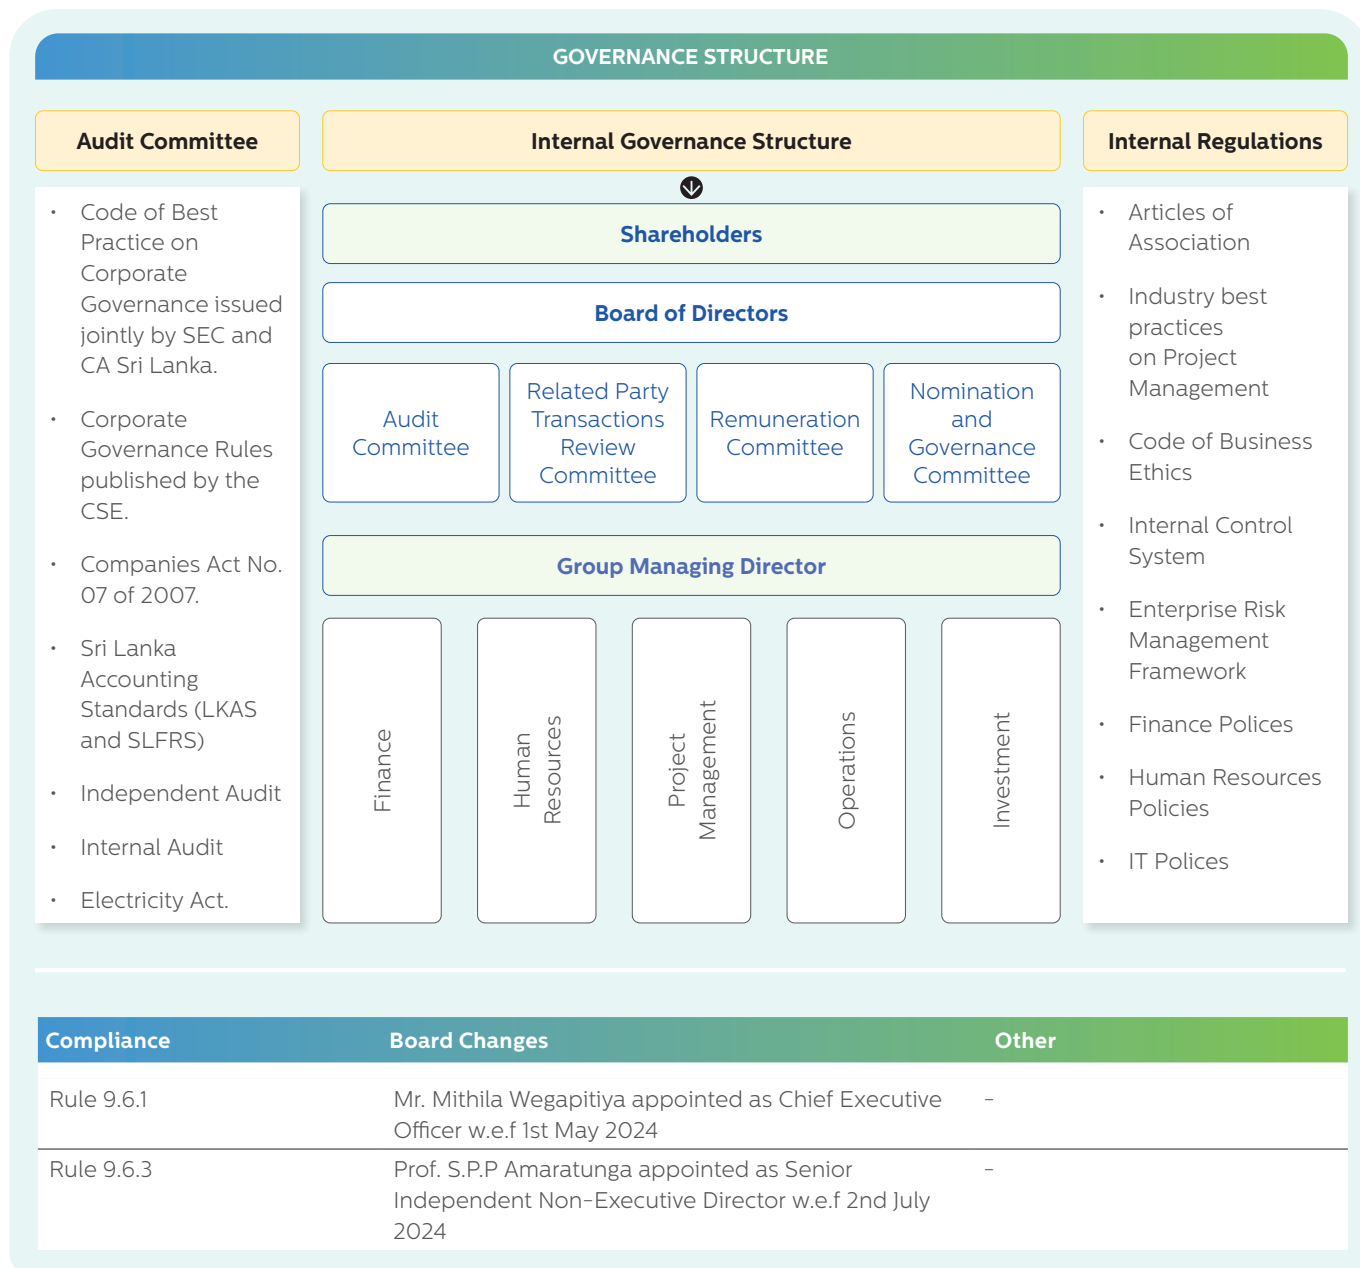 GOVERNANCE STRUCTURE
Audit Committee
• Code of Best
Practice on
Corporate
Governance issued
jointly by SEC and
CA Sri Lanka.
• Corporate
Governance Rules
published by the
CSE.
• Companies Act No.
07 of 2007.
• Sri Lanka
Accounting
Standards (LKAS
and SLFRS)
• Independent Audit
• Internal Audit
• Electricity Act.
Internal Governance Structure
Shareholders
Board of Directors
Audit
Committee
Related Party
Transactions
Review
Committee
Remuneration
Committee
Nomination
and
Governance
Committee
Group Managing Director
Finance
Human
Resources
Project
Management
Operations
Investment
Internal Regulations
• Articles of
Association
• Industry best
practices
on Project
Management
• Code of Business
Ethics
• Internal Control
System
• Enterprise Risk
Management
Framework
• Finance Polices
• Human Resources
Policies
• IT Polices
Compliance Board Changes Other
Rule 9.6.1 Mr. Mithila Wegapitiya appointed as Chief Executive -
Officer w.e.f 1st May 2024
Rule 9.6.3 Prof. S.P.P Amaratunga appointed as Senior -
Independent Non-Executive Director w.e.f 2nd July
2024